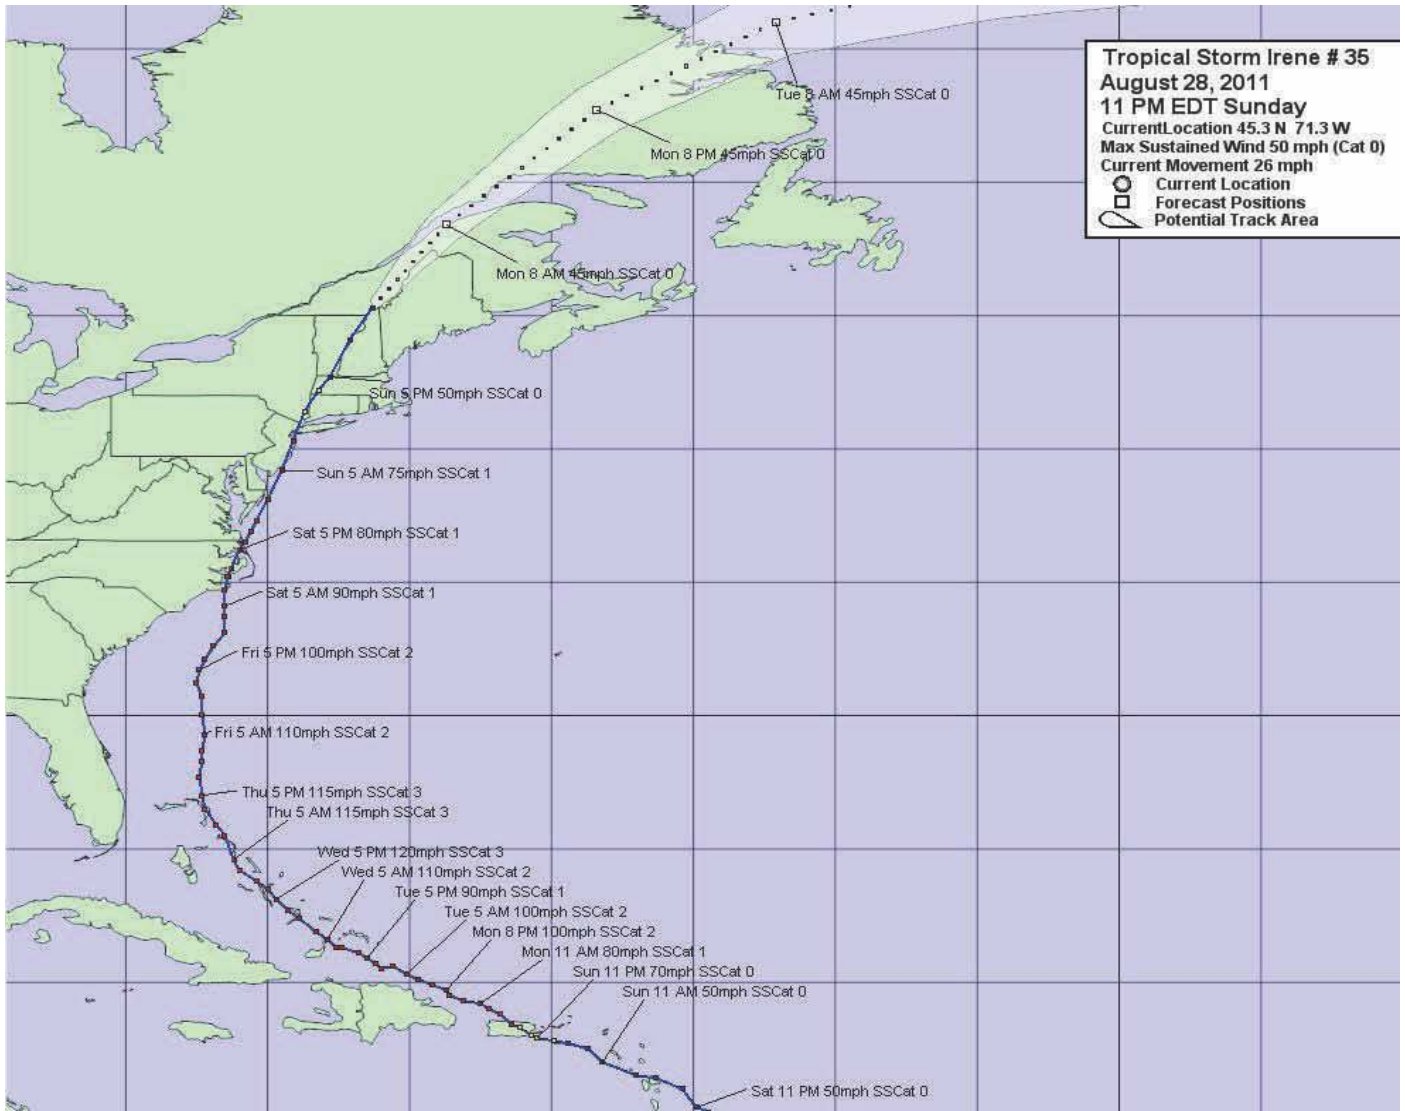 Tropical Storm Irene # 35
August 28, 2011
11 PM EDT Sunday
CurrentLocation 45.3 N 71.3 W
Max Sustained Wind 50 mph (Cat 0)
Current Movement 26 mph
Current Location
Forecast Positions
Potential Track Area
Tue 8 AM 45mph SSCat 0
Mon 8 PM 45mph SSCat 0
Mon 8 AM 45mph SSCat 0
Sun 5 PM 50mph SSCat 0
Sun 5 AM 75mph SSCat 1
Sat 5 PM 80mph SSCat 1
Sat 5 AM 90mph SSCat 1
Fri 5 PM 100mph SSCat 2
Fri 5 AM 110mph SSCat 2
Thu 5 PM 115mph SSCat 3
Thu 5 AM 115mph SSCat 3
Wed 5 PM 120mph SSCat 3
Wed 5 AM 110mph SSCat 2
Tue 5 PM 90mph SSCat 1
Tue 5 AM 100mph SSCat 2
Mon 8 PM 100mph SSCat 2
Mon 11 AM 80mph SSCat 1
Sun 11 PM 70mph SSCat 0
Sun 11 AM 50mph SSCat 0
Sat 11 PM 50mph SSCat 0